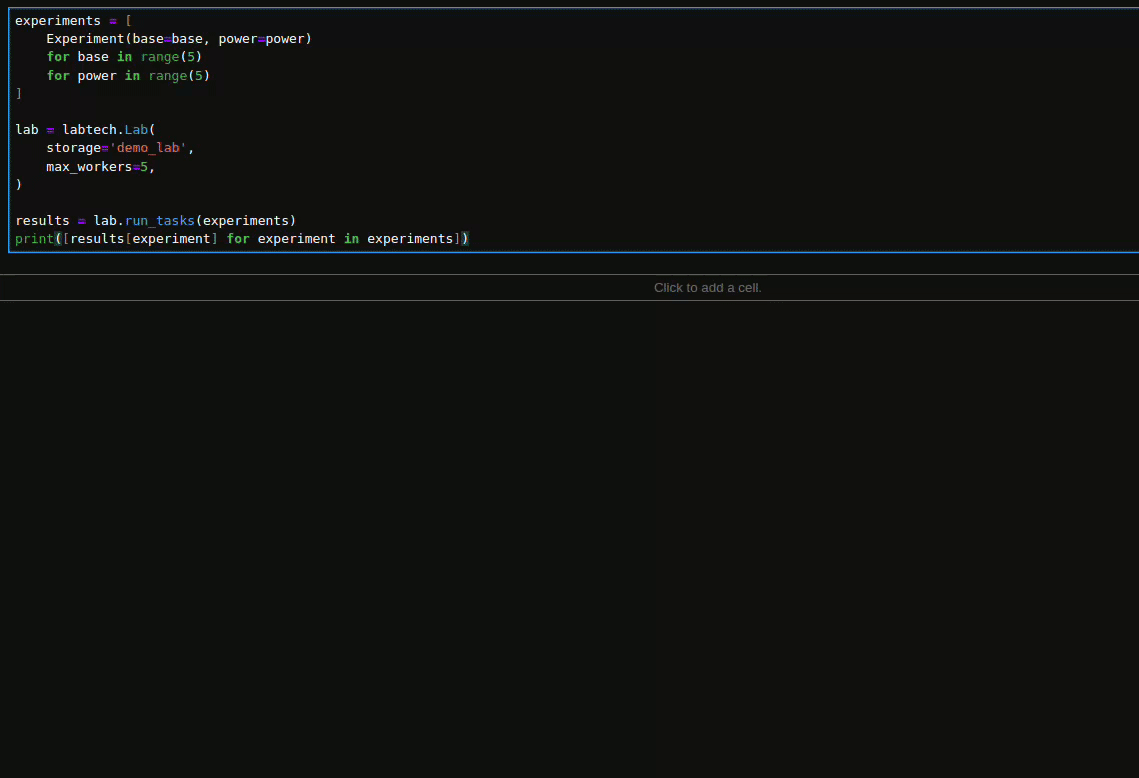 experiments = [
    Experiment(base=base, power=power)
    for base in range(5)
    for power in range(5)
]

lab = labtech.Lab(
    storage='demo_lab',
    max_workers=5,
)

results = lab.run_tasks(experiments)
print([results[experiment] for experiment in experiments])
Click to add a cell.